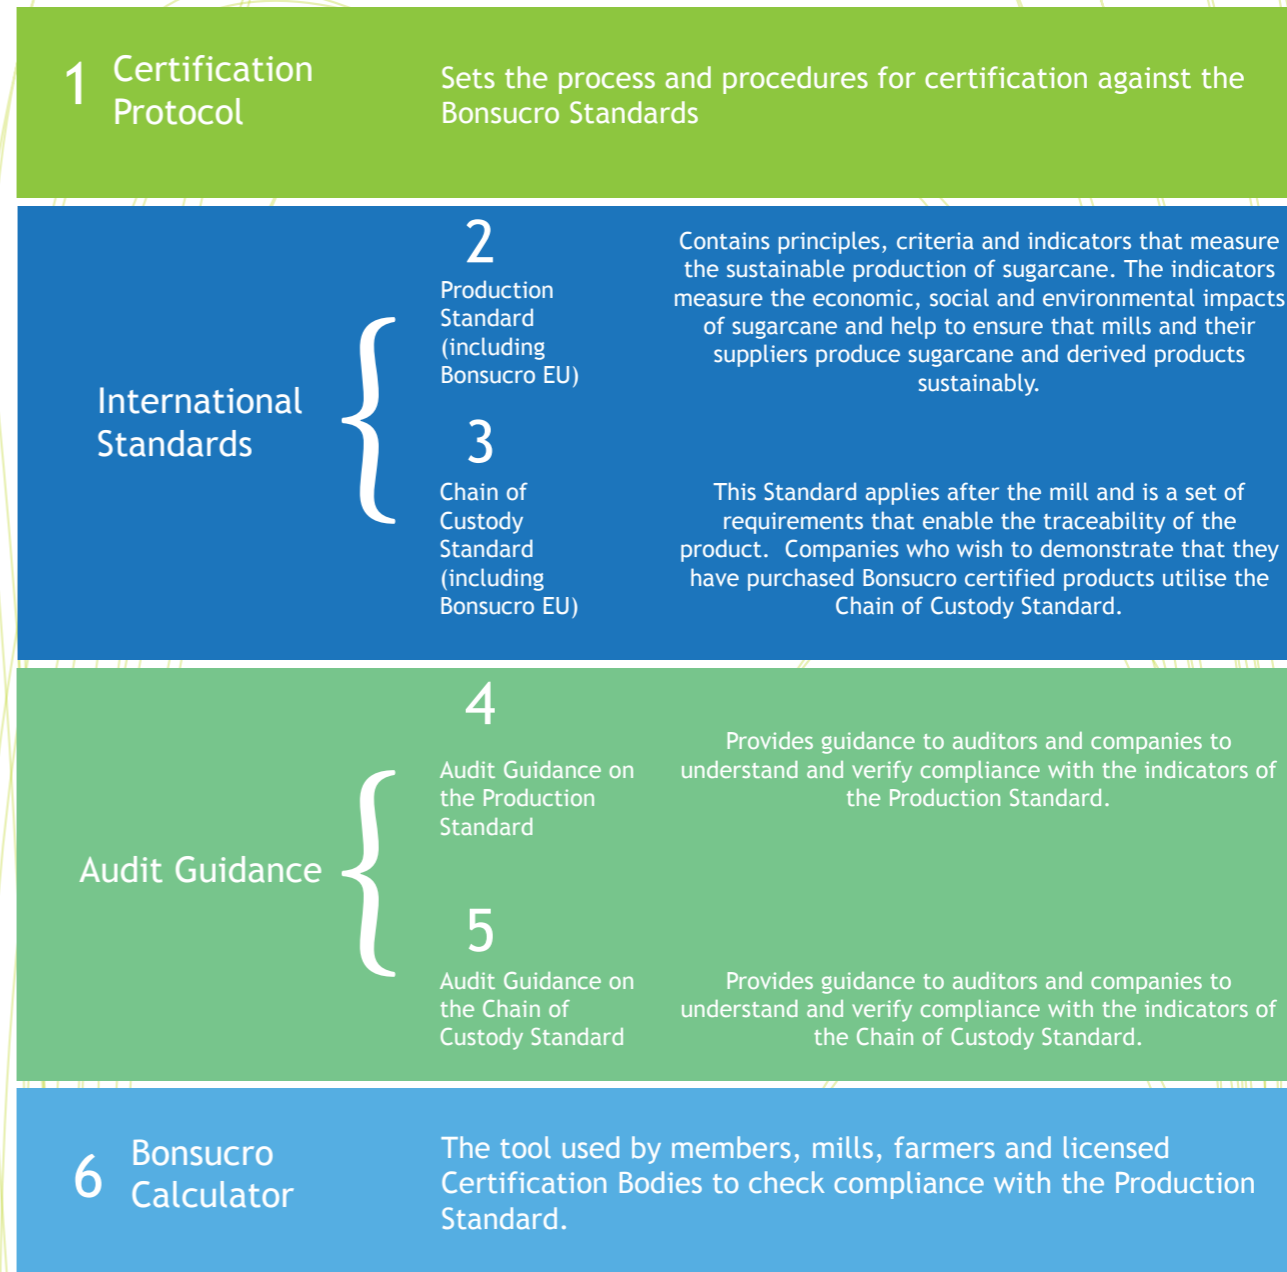 1
Certification
Protocol
Sets the process and procedures for certification against the
Bonsucro Standards
International
Standards
2
Production
Standard
(including
Bonsucro EU)
Contains principles, criteria and indicators that measure
the sustainable production of sugarcane. The indicators
measure the economic, social and environmental impacts
of sugarcane and help to ensure that mills and their
suppliers produce sugarcane and derived products
sustainably.
3
Chain of
Custody
Standard
(including
Bonsucro EU)
This Standard applies after the mill and is a set of
requirements that enable the traceability of the
product. Companies who wish to demonstrate that they
have purchased Bonsucro certified products utilise the
Chain of Custody Standard.
Audit Guidance
4
Audit Guidance on
the Production
Standard
Provides guidance to auditors and companies to
understand and verify compliance with the indicators of
the Production Standard.
5
Audit Guidance on
the Chain of
Custody Standard
Provides guidance to auditors and companies to
understand and verify compliance with the indicators of
the Chain of Custody Standard.
6
Bonsucro
Calculator
The tool used by members, mills, farmers and licensed
Certification Bodies to check compliance with the Production
Standard.